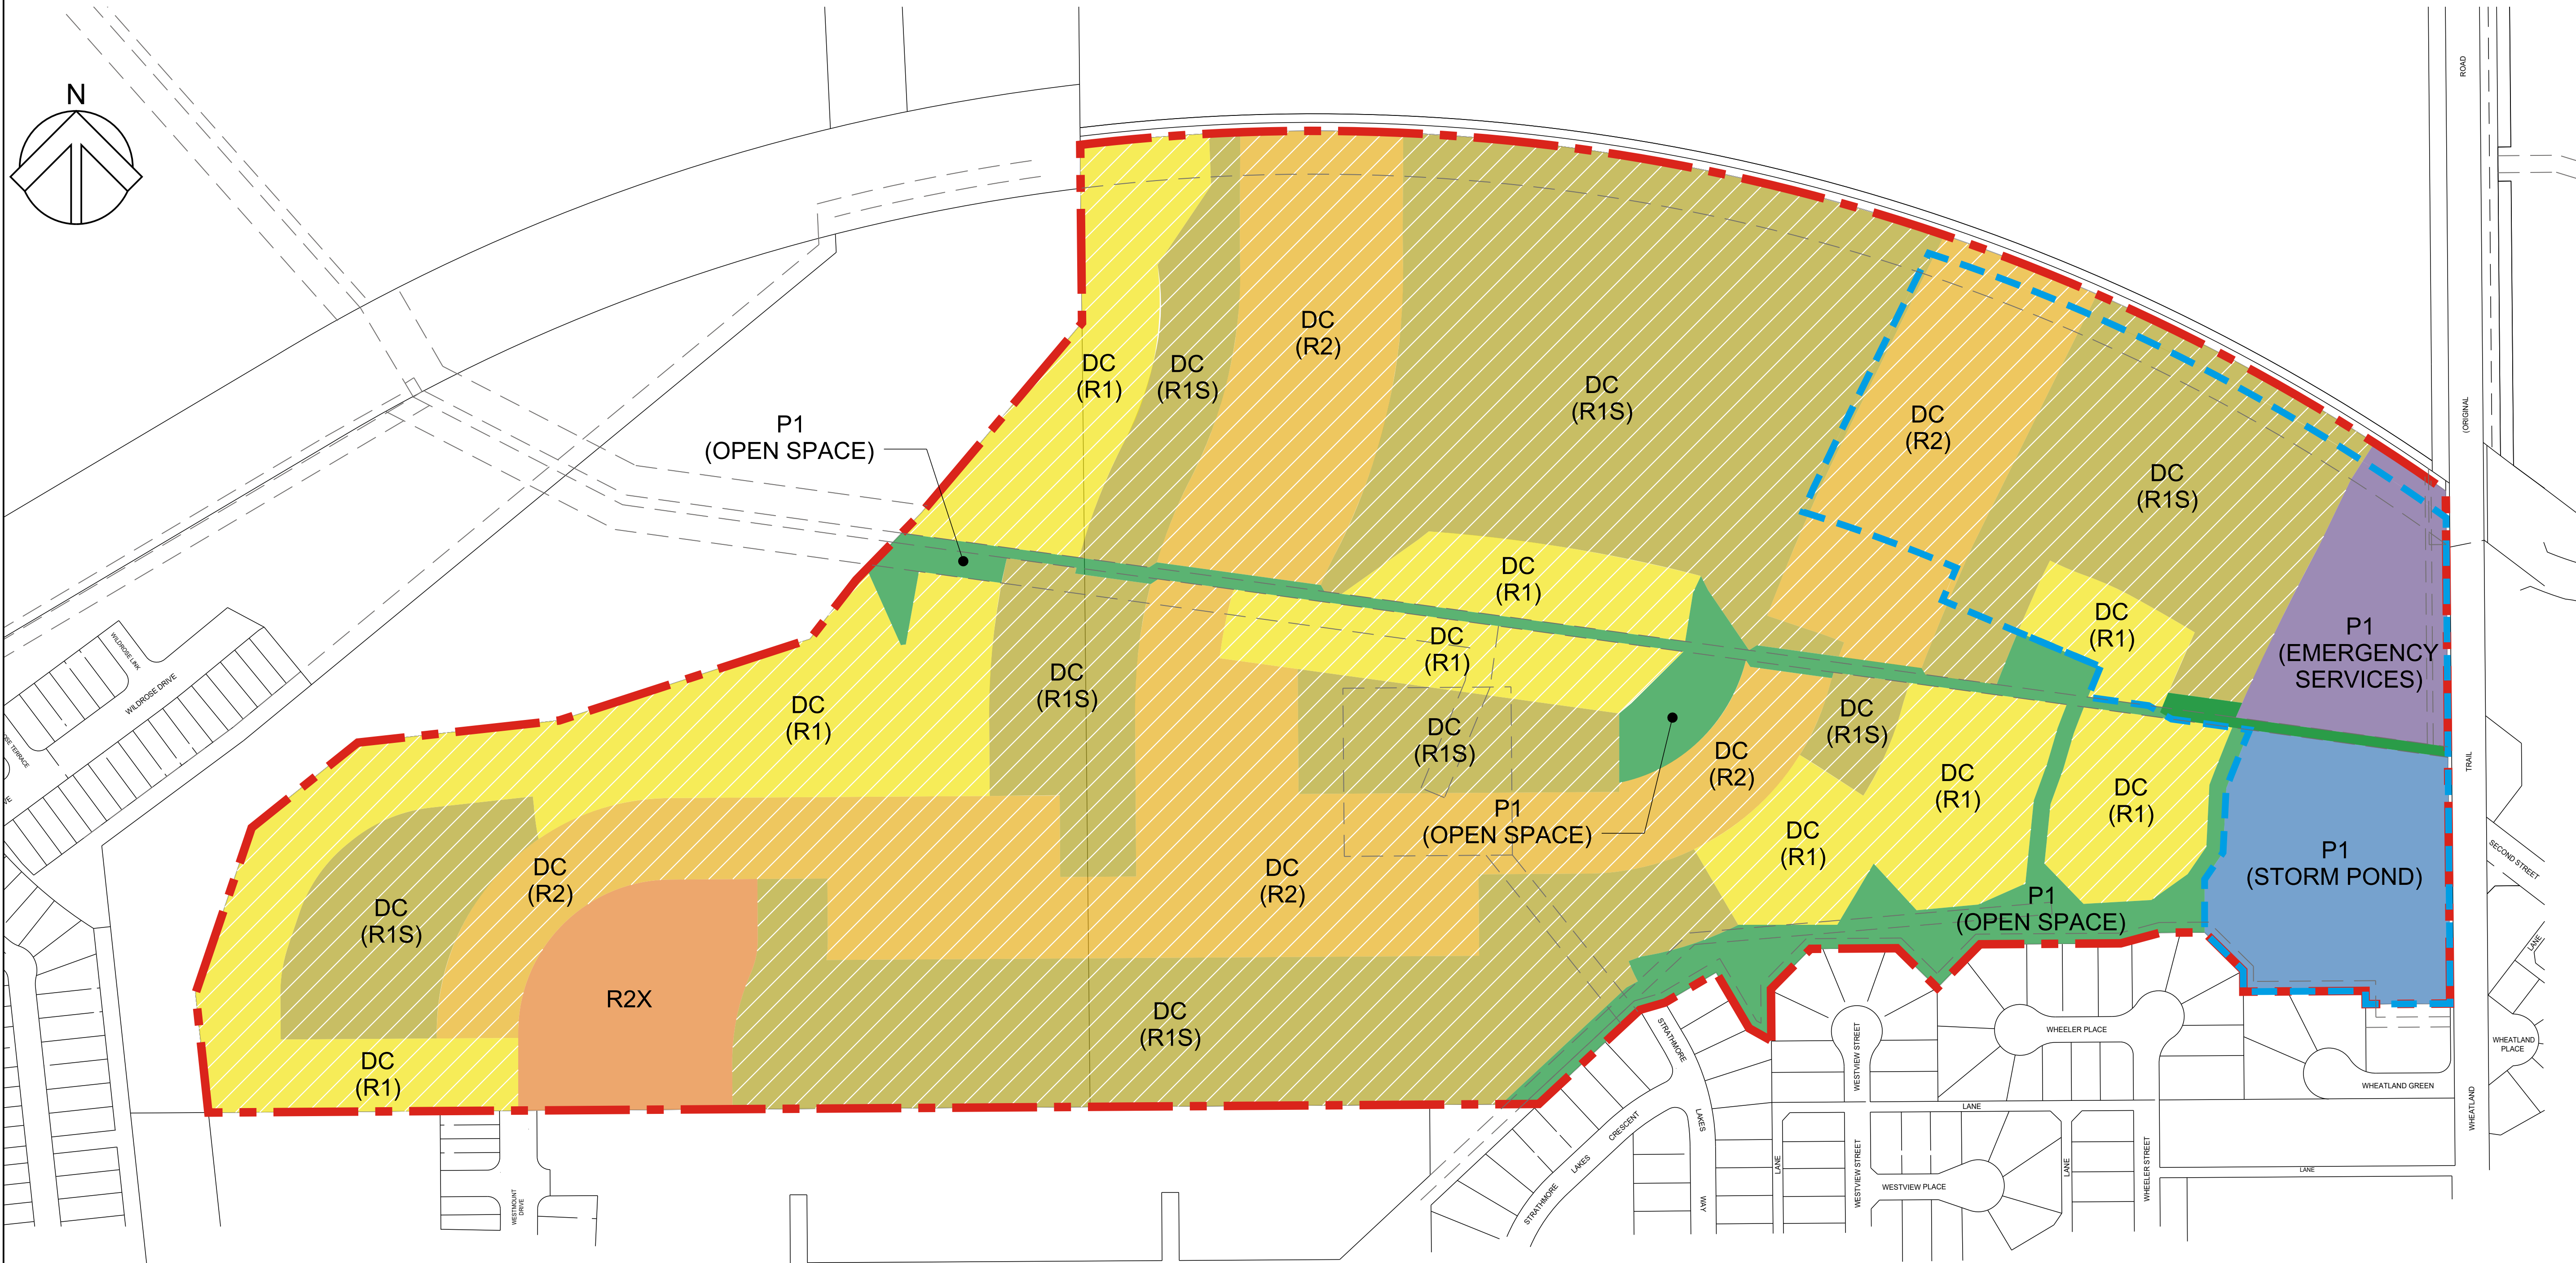 N
ROAD
(ORIGINAL
TRAIL
WHEATLAND
DC
(R1)
DC
(R1S)
DC
(R2)
DC
(R1S)
DC
(R2)
DC
(R1S)
P1
(OPEN SPACE)
DC
(R1)
DC
(R1)
DC
(R1)
P1
(EMERGENCY
SERVICES)
DC
(R1)
DC
(R1S)
DC
(R1S)
DC
(R2)
DC
(R1S)
DC
(R1)
DC
(R1)
P1
(OPEN SPACE)
DC
(R1)
P1
(STORM POND)
DC
(R1S)
DC
(R2)
DC
(R2)
P1
(OPEN SPACE)
R2X
DC
(R1S)
DC
(R1)
WILDROSE LINK
WILDROSE DRIVE
SECOND STREET
LANE
WHEATLAND
PLACE
WHEATLAND GREEN
WHEELER PLACE
WESTVIEW STREET
STRATHMORE
LAKES
WAY
STRATHMORE
LAKES
CRESCENT
LANE
LANE
WESTVIEW STREET
WESTVIEW PLACE
LANE
WHEELER STREET
LANE
WESTMOUNT
DRIVE